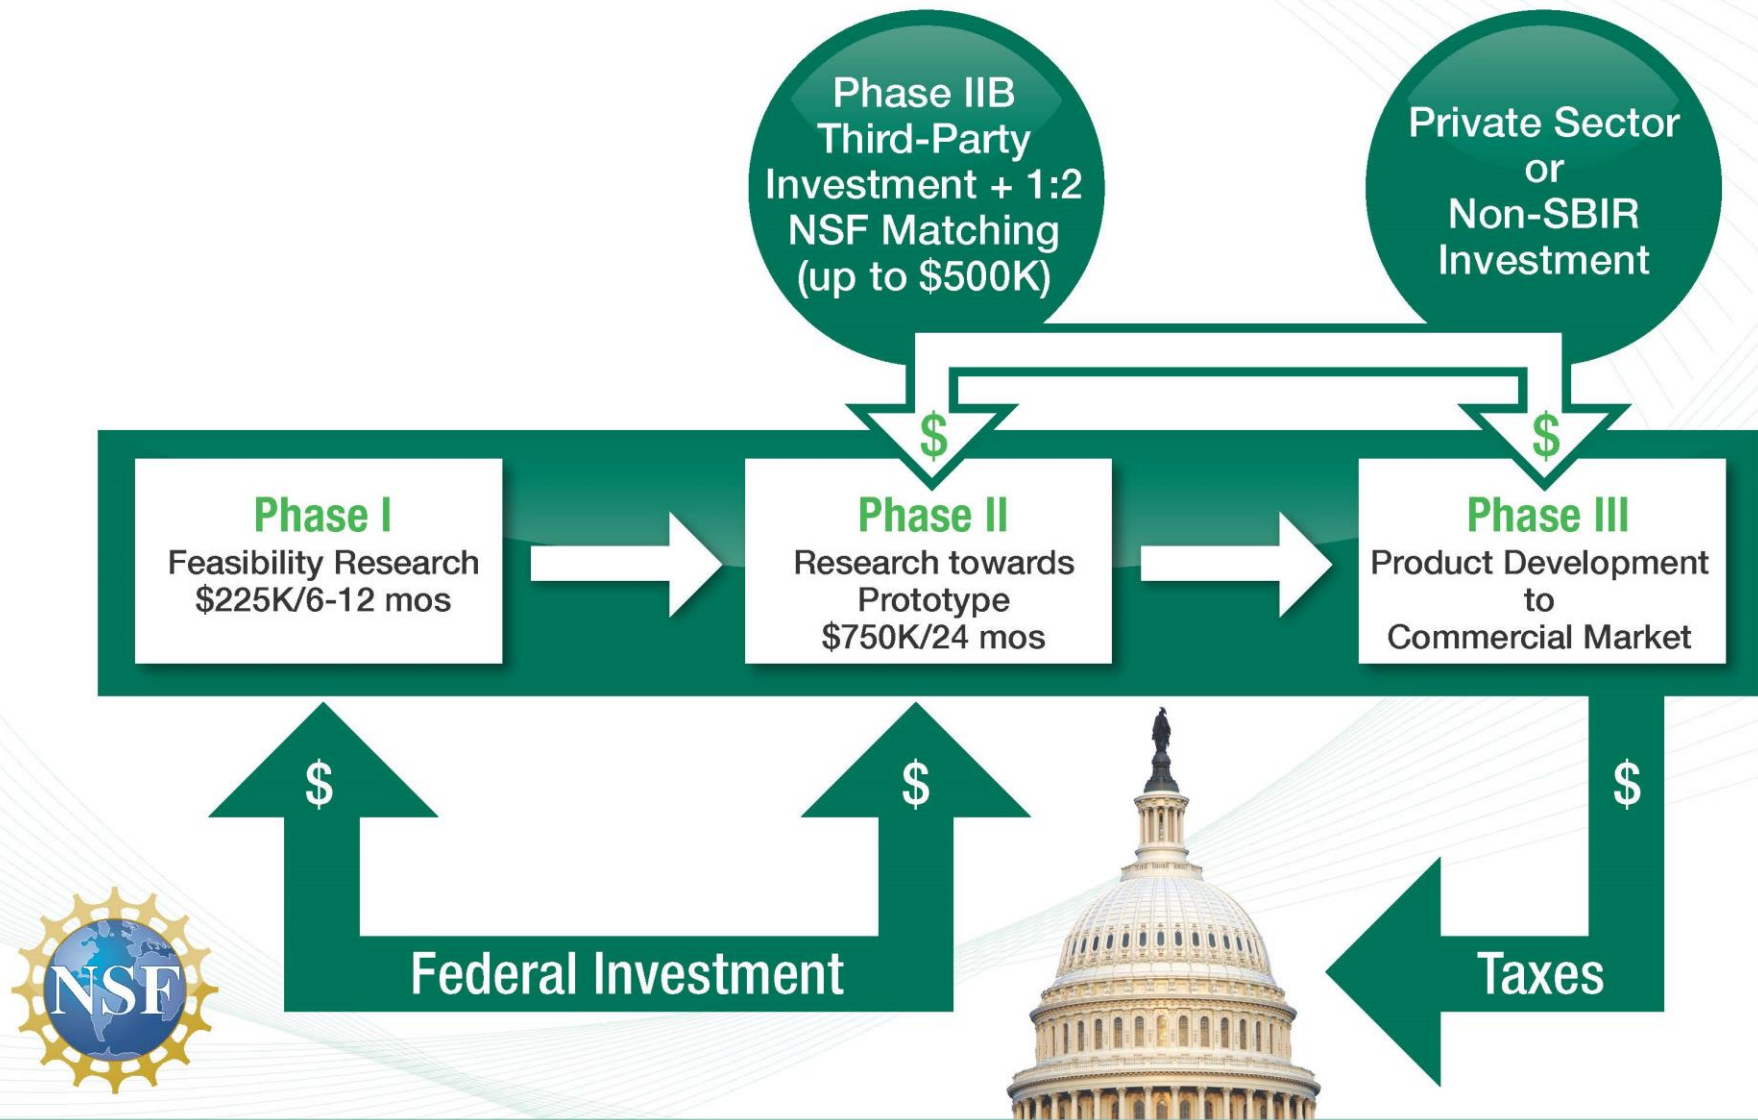 Phase IIB
Third-Party
Investment + 1:2
NSF Matching
(up to $500K)
Private Sector
or
Non-SBIR
Investment
$
$
Phase I
Feasibility Research
$225K/6-12 mos
Phase II
Research towards
Prototype
$750K/24 mos
Phase III
Product Development
to
Commercial Market
$
$
$
Federal Investment
Taxes
NSF